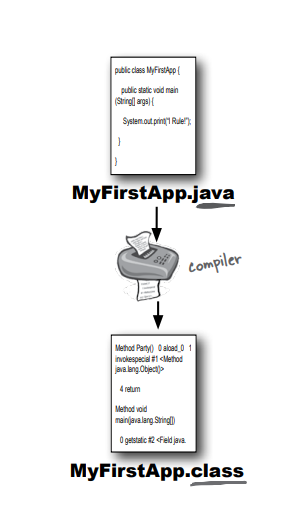 public class MyFirstApp {
public static void main
(String[] args) {
System.out.print("I Rule!");
}
}
MyFirstApp.java
compiler
Method Party() 0 aload_0 1
invokespecial #1 <Method
java.lang.Object()>
4 return
Method void
main(java.lang.String[])
0 getstatic #2 <Field java.
MyFirstApp.class